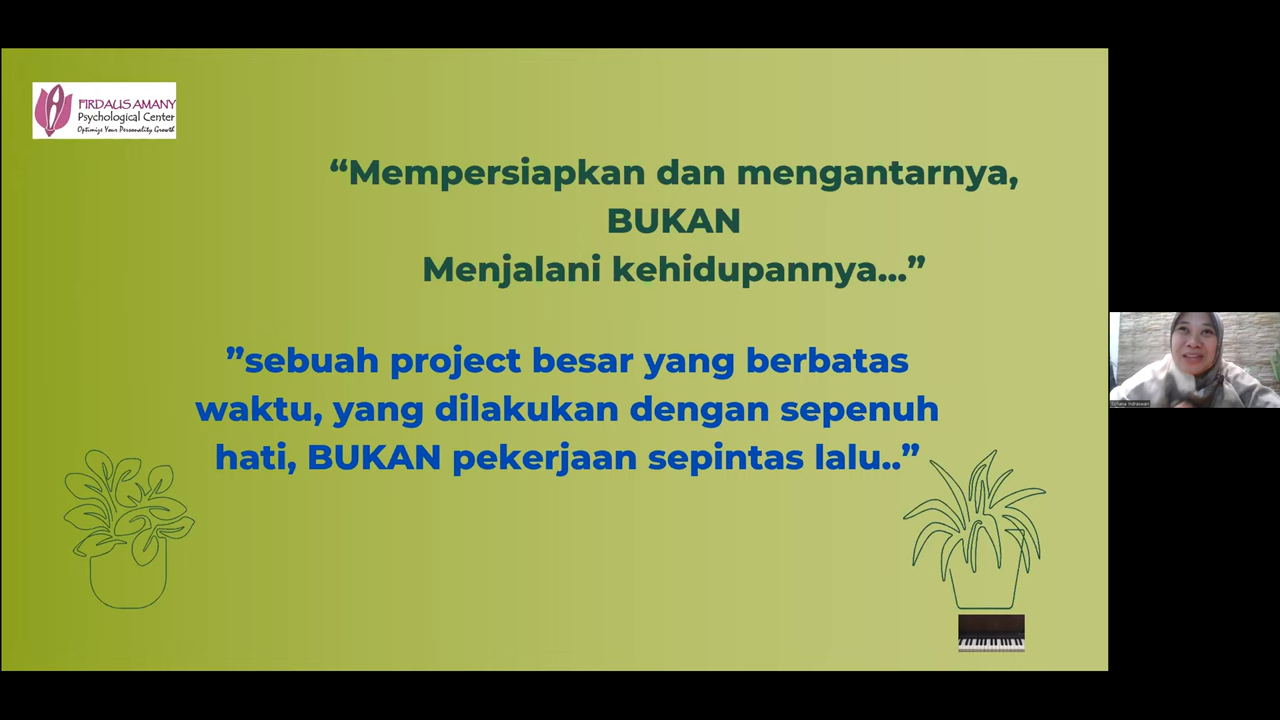 FIRDAUS AMANY
Psychological Center
Optimize Your Personality Growth
“Mempersiapkan dan mengantarnya,
BUKAN
Menjalani kehidupannya...”
”sebuah project besar yang berbatas
waktu, yang dilakukan dengan sepenuh
hati, BUKAN pekerjaan sepintas lalu..”